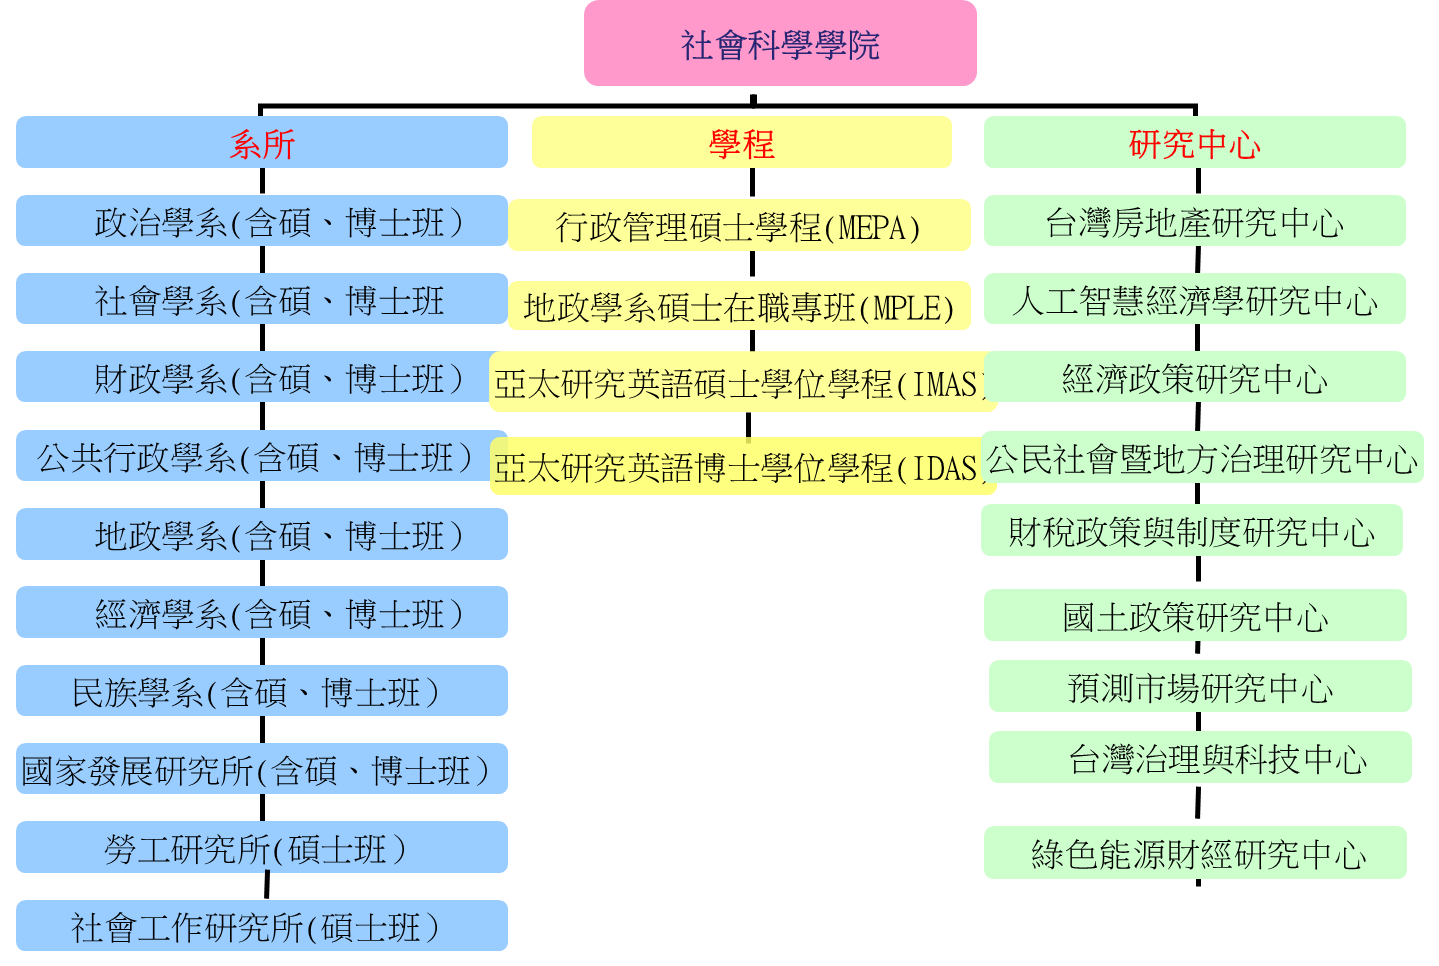 社會科學學院
系所
政治學系(含碩、博士班）
社會學系(含碩、博士班
財政學系(含碩、博士班）
公共行政學系(含碩、博士班）
地政學系(含碩、博士班）
經濟學系(含碩、博士班）
民族學系(含碩、博士班）
國家發展研究所(含碩、博士班）
勞工研究所(碩士班）
社會工作研究所(碩士班）
學程
行政管理碩士學程(MEPA)
地政學系碩士在職專班(MPLE)
亞太研究英語碩士學位學程(IMAS)
亞太研究英語博士學位學程(IDAS)
研究中心
台灣房地產研究中心
人工智慧經濟學研究中心
經濟政策研究中心
公民社會暨地方治理研究中心
財稅政策與制度研究中心
國土政策研究中心
預測市場研究中心
台灣治理與科技中心
綠色能源財經研究中心